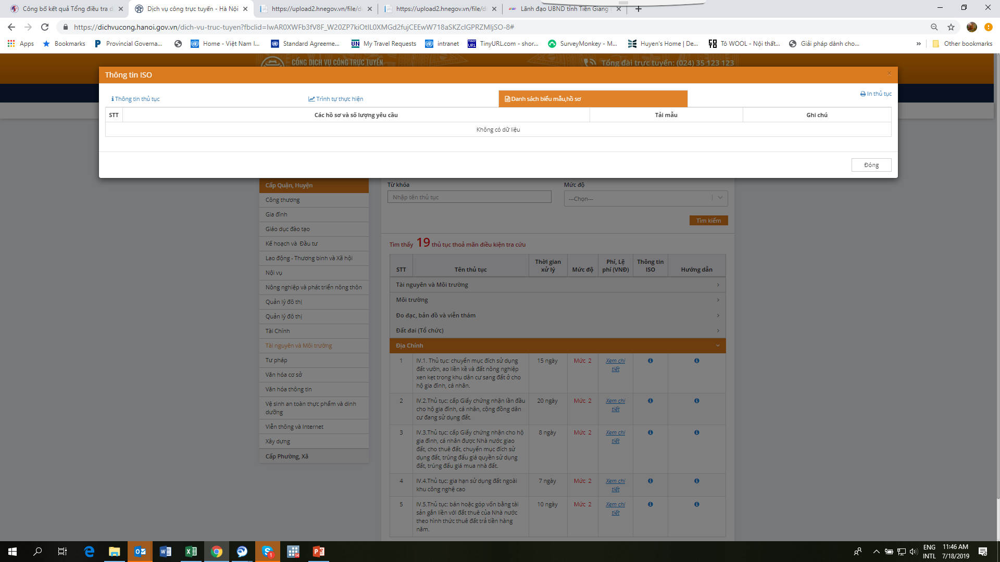 Công bố kết quả Tổng điều tra d
Dịch vụ công trực tuyến - Hà Nội
https://upload2.hnegov.vn/file/d
https://upload2.hnegov.vn/file/d
Lãnh đạo UBND tỉnh Tiền Giang
https://dichvucong.hanoi.gov.vn/dich-vu-truc-tuyen?fbclid=IwAR0XWFb3fV8F_W20ZP7kiOtIL0XMGd2fujCEEwW718aSKZclGPRZMljSO-8#
Apps
Bookmarks
Provincial Governa...
Home - Việt Nam I...
Standard Agreeme...
My Travel Requests
intranet
TinyURL.com - shor...
SurveyMonkey - M...
Huyen's Home | De...
Tô WOOL - Nội thất...
Giải pháp dành cho...
»
Other bookmarks
CỔNG DỊCH VỤ CÔNG TRỰC TUYẾN
Tổng đài trực tuyến: (024) 35 123 123
Thông tin ISO
×
Thông tin thủ tục
Trình tự thực hiện
Danh sách biểu mẫu,hồ sơ
In thủ tục
STT Các hồ sơ và số lượng yêu cầu Tải mẫu Ghi chú
Không có dữ liệu
Đóng
Cấp Quận, Huyện
Công thương
Gia đình
Giáo dục đào tạo
Kế hoạch và Đầu tư
Lao động - Thương binh và Xã hội
Nội vụ
Nông nghiệp và phát triển nông thôn
Quản lý đô thị
Quản lý đô thị
Tài Chính
Tài nguyên và Môi trường
Tư pháp
Văn hóa cơ sở
Văn hóa thông tin
Vệ sinh an toàn thực phẩm và dinh
dưỡng
Viễn thông và Internet
Xây dựng
Cấp Phường, Xã
Từ khóa
Mức độ
Nhập tên thủ tục
---Chọn---
Tìm kiếm
Tìm thấy 19 thủ tục thoả mãn điều kiện tra cứu
Thời gian Phí, Lệ Thông tin
STT Tên thủ tục xử lý Mức độ phí (VNĐ) ISO Hướng dẫn
Tài nguyên và Môi trường
Môi trường
Đo đạc, bản đồ và viễn thám
Đất đai (Tổ chức)
Địa Chính
1 IV.1. Thủ tục: chuyển mục đích sử dụng 15 ngày Mức 2 Xem chi
đất vườn, ao liền kề và đất nông nghiệp tiết
xen kẹt trong khu dân cư sang đất ở cho
hộ gia đình, cá nhân.
2 IV.2.Thủ tục: cấp Giấy chứng nhận lần đầu 20 ngày Mức 2 Xem chi
cho hộ gia đình, cá nhân, cộng đồng dân tiết
cư đang sử dụng đất.
3 IV.3.Thủ tục: cấp Giấy chứng nhận cho hộ 8 ngày Mức 2 Xem chi
gia đình, cá nhân được Nhà nước giao tiết
đất, cho thuê đất, chuyển mục đích sử
dụng đất, trúng đấu giá quyền sử dụng
đất, trúng đấu giá mua nhà đất.
4 IV.4.Thủ tục: gia hạn sử dụng đất ngoài 7 ngày Mức 2 Xem chi
khu công nghệ cao tiết
5 IV.5.Thủ tục: bán hoặc góp vốn bằng tài 10 ngày Mức 2 Xem chi
sản gắn liền với đất thuê của Nhà nước tiết
theo hình thức thuê đất trả tiền hàng
năm.
ENG 11:46 AM
INTL 7/18/2019